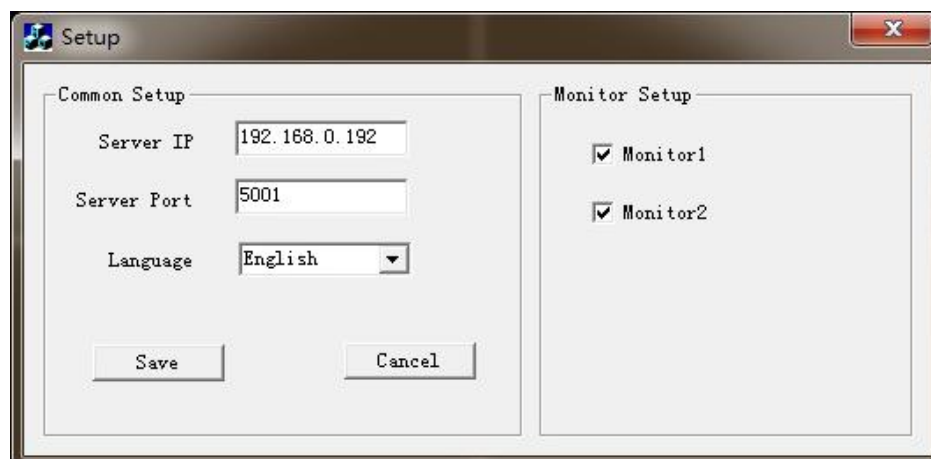 Setup
Common Setup
Server IP 192.168.0.192
Server Port 5001
Language English
Save Cancel
Monitor Setup
Monitor1
Monitor2